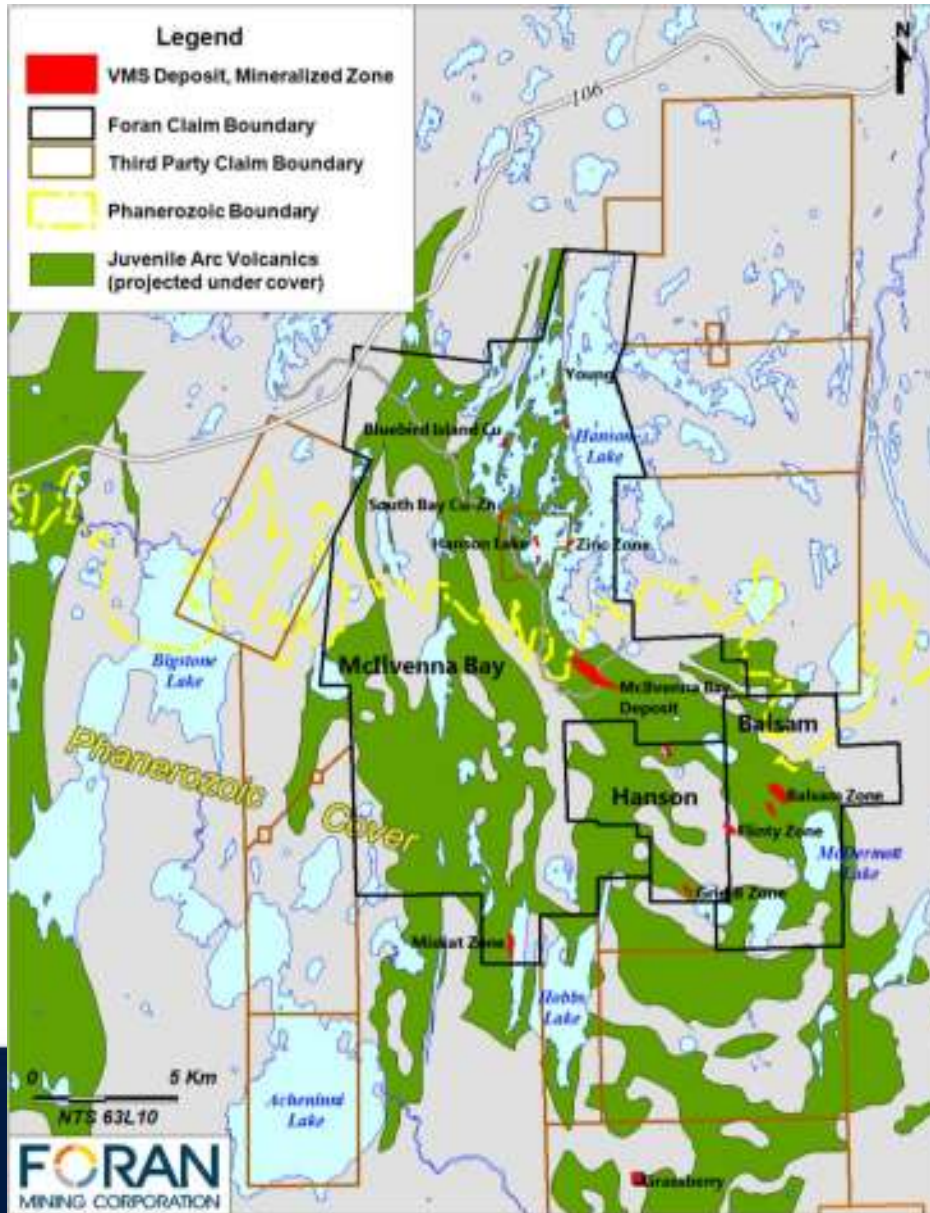 Legend
VMS Deposit, Mineralized Zone
Foran Claim Boundary
Third Party Claim Boundary
Phanerozoic Boundary
Juvenile Arc Volcanics
(projected under cover)
N
106
Young
Bluebird Island Cu
Hanson
Lake
South Bay Cu-Zn
Hanson Lake
Zinc Zone
Bigstone
Lake
McIlvenna Bay
McIlvenna Bay
Deposit
Balsam
Phanerozoic
Cover
Hanson
Balsam Zone
Flinty Zone
McDermott
Lake
Zone
Miskat Zone
Hobbs
Lake
0 5 Km
NTS 63L10
Acheninni
Lake
Grassberry
FORAN
MINING CORPORATION